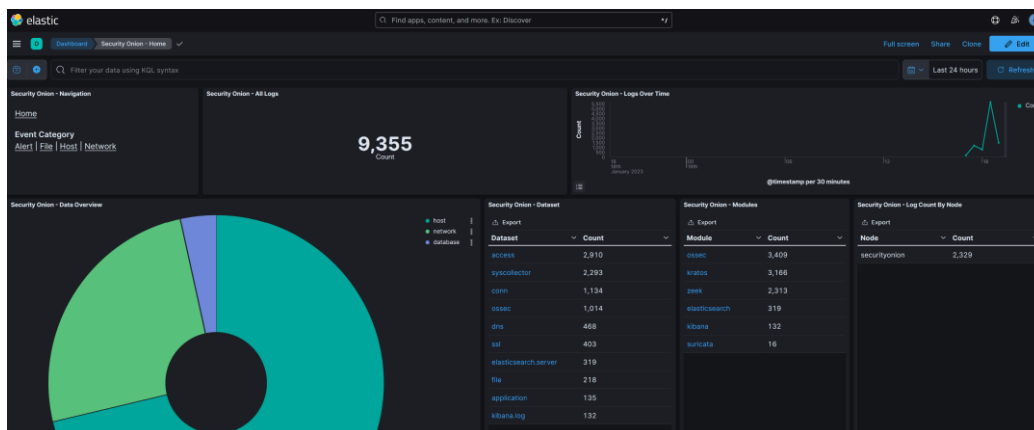 elastic
Find apps, content, and more. Ex: Discover
Dashboard
Security Onion - Home
Full screen Share Clone Edit
Filter your data using KQL syntax
Last 24 hours
Refresh
Security Onion - Navigation
Home
Event Category
Alert | File | Host | Network
Security Onion - All Logs
9,355
Count
Security Onion - Logs Over Time
Count
January 2023
@timestamp per 30 minutes
Security Onion - Data Overview
host
network
database
Security Onion - Dataset
Export
Dataset Count
access 2,910
syscollector 2,293
conn 1,134
ossec 1,014
dns 468
ssl 403
elasticsearch.server 319
file 218
application 135
kibana.log 132
Security Onion - Modules
Export
Module Count
ossec 3,409
kratos 3,166
zeek 2,313
elasticsearch 319
kibana 132
suricata 16
Security Onion - Log Count By Node
Export
Node Count
securityonion 2,329